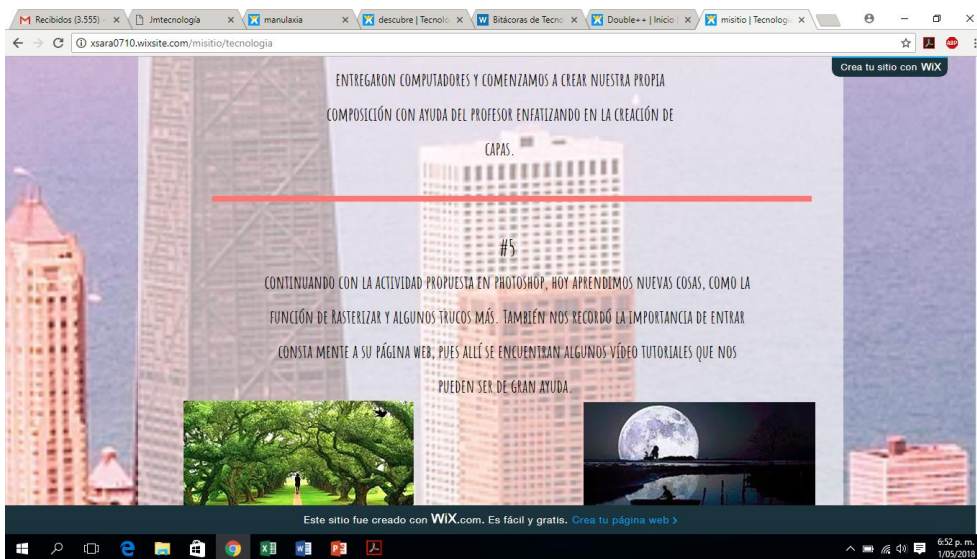 Recibidos (3.555) -
Jmtecnología
manulaxia
descubre | Tecnolo
Bitácoras de Tecno
Double++ | Inicio |
misitio | Tecnologi
xsara0710.wixsite.com/misitio/tecnologia
ABP
Crea tu sitio con WiX
ENTREGARON COMPUTADORES Y COMENZAMOS A CREAR NUESTRA PROPIA
COMPOSICIÓN CON AYUDA DEL PROFESOR ENFATIZANDO EN LA CREACIÓN DE
CAPAS.
#5
CONTINUANDO CON LA ACTIVIDAD PROPUESTA EN PHOTOSHOP, HOY APRENDIMOS NUEVAS COSAS, COMO LA
FUNCIÓN DE RASTERIZAR Y ALGUNOS TRUCOS MÁS. TAMBIÉN NOS RECORDÓ LA IMPORTANCIA DE ENTRAR
CONSTA MENTE A SU PÁGINA WEB, PUES ALLÍ SE ENCUENTRAN ALGUNOS VÍDEO TUTORIALES QUE NOS
PUEDEN SER DE GRAN AYUDA.
Este sitio fue creado con WiX.com. Es fácil y gratis. Crea tu página web >
6:52 p. m.
1/05/2018